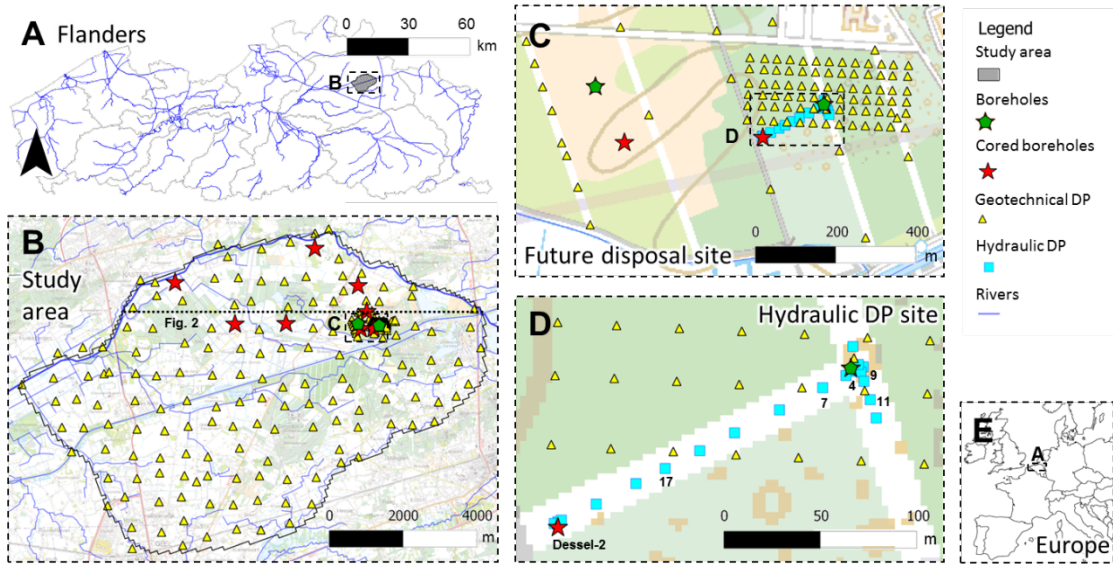 A Flanders
0 30 60
km
B
B
Study
area
Fig. 2
C
0 2000 4000
m
C
D
0 200 400
m
Future disposal site
D
Hydraulic DP site
9
4
7
11
17
0 50 100
m
Dessel-2
Legend
Study area
Boreholes
Cored boreholes
Geotechnical DP
Hydraulic DP
Rivers
E
A
Europe